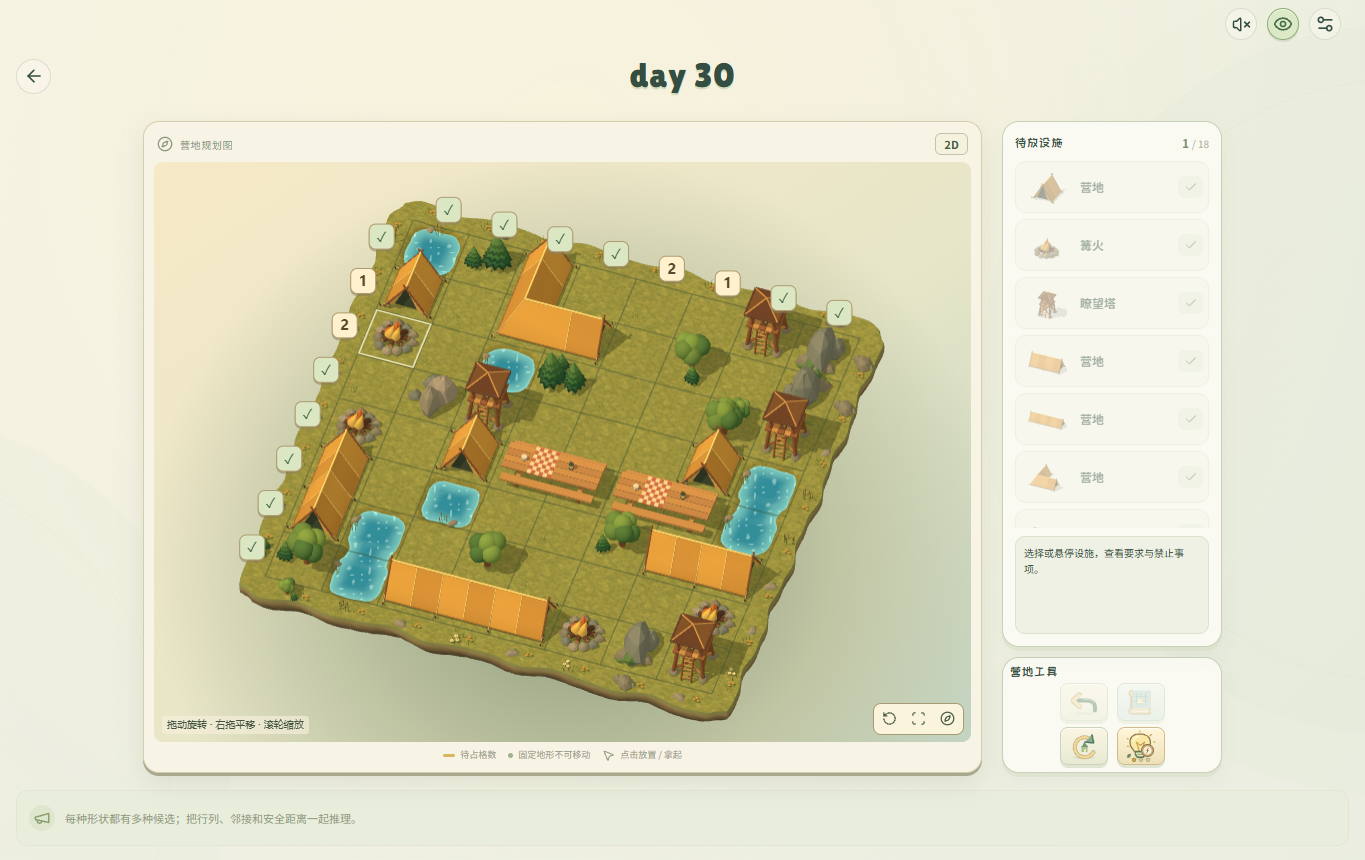 day 30
营地规划图
2D
2
1
1
2
拖动旋转 · 右拖平移 · 滚轮缩放
待占格数
固定地形不可移动
点击放置 / 拿起
待放设施
1 / 18
营地
篝火
瞭望塔
营地
营地
营地
选择或悬停设施，查看要求与禁止事
项。
营地工具
每种形状都有多种候选；把行列、邻接和安全距离一起推理。